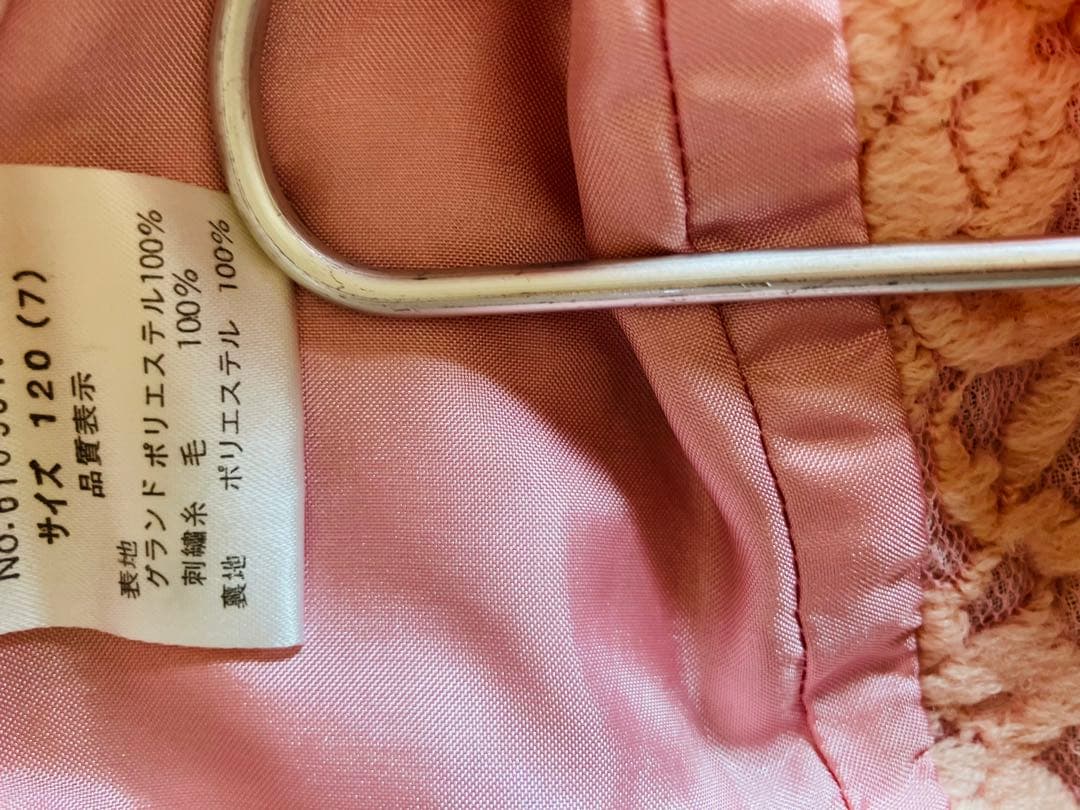 サイズ 120 (7)
品質表示
表地
グランド ポリエステル100%
刺繍糸 毛 100%
裏地 ポリエステル 100%